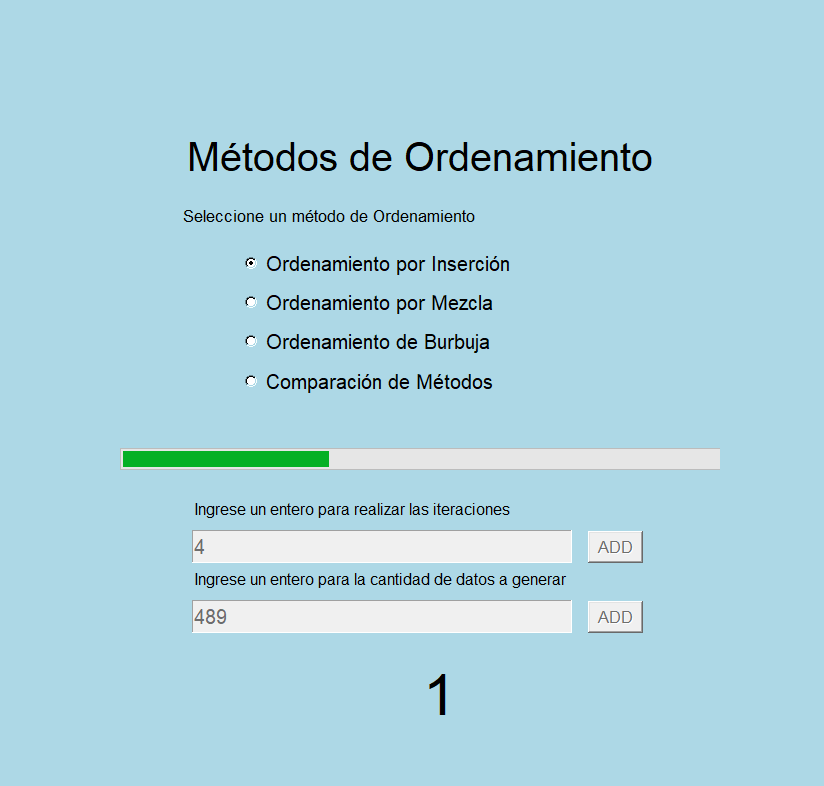 Métodos de Ordenamiento
Seleccione un método de Ordenamiento
Ordenamiento por Inserción
Ordenamiento por Mezcla
Ordenamiento de Burbuja
Comparación de Métodos
Ingrese un entero para realizar las iteraciones
4 ADD
Ingrese un entero para la cantidad de datos a generar
489 ADD
1